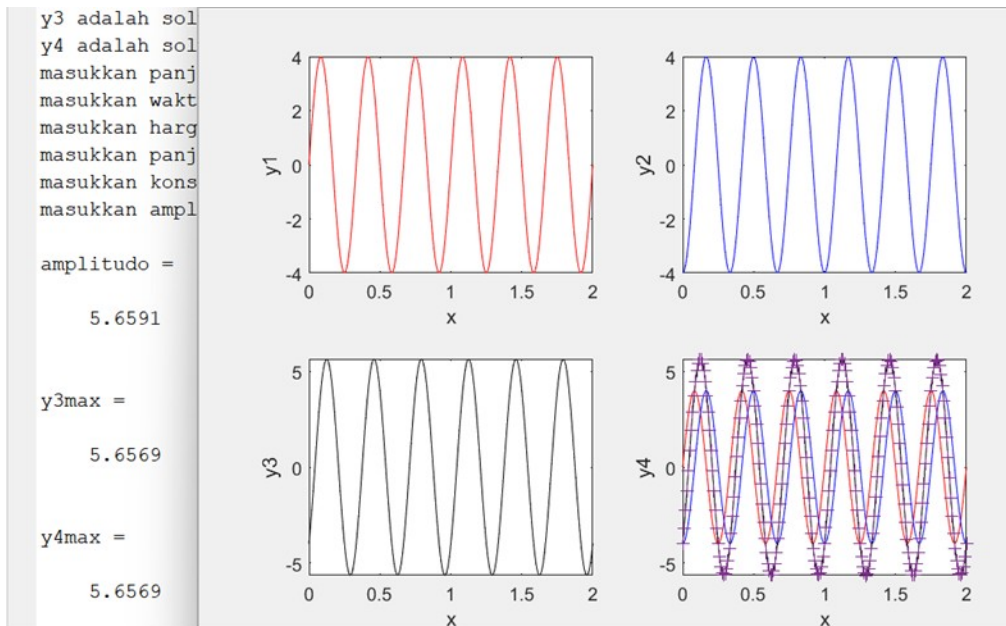 y3 adalah sol
y4 adalah sol
masukkan panj
masukkan wakt
masukkan harg
masukkan panj
masukkan kons
masukkan ampl
amplitudo =
5.6591
y3max =
5.6569
y4max =
5.6569
4
2
0
-2
-4
y1
0 0.5 1 1.5 2
x
4
2
0
-2
-4
y2
0 0.5 1 1.5 2
x
5
0
-5
y3
0 0.5 1 1.5 2
x
5
0
-5
y4
0 0.5 1 1.5 2
x